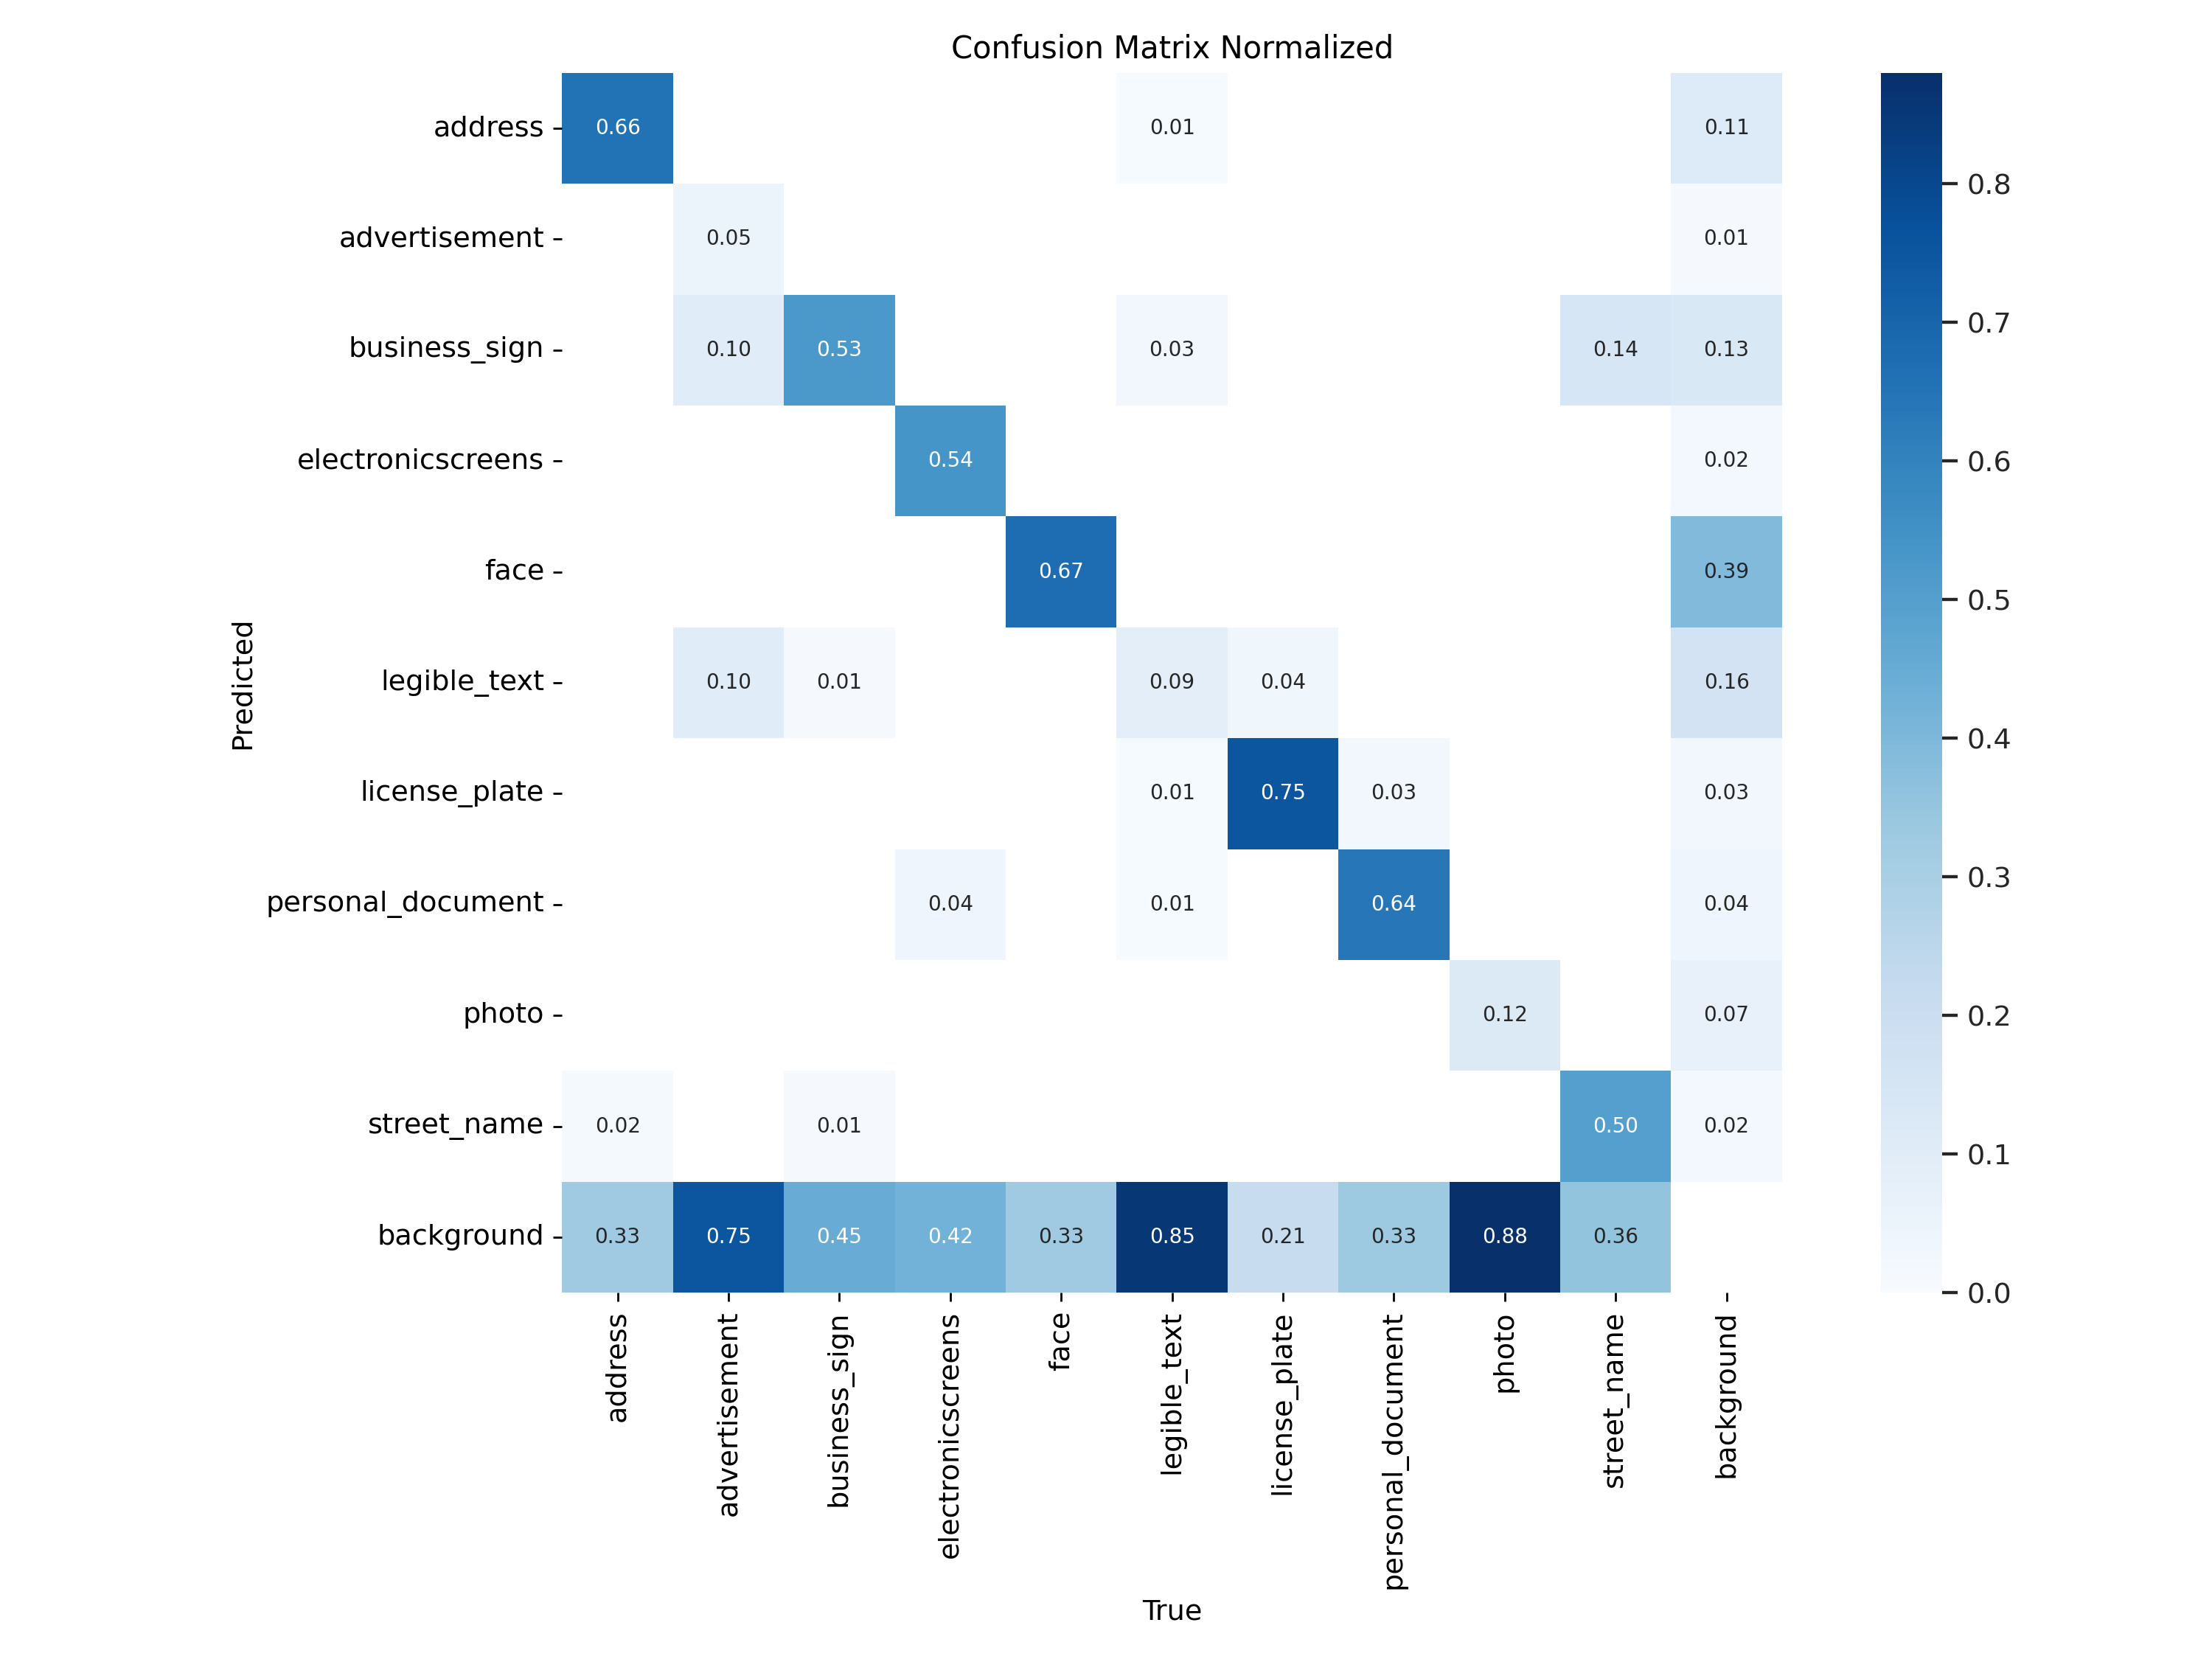 Confusion Matrix Normalized
address 0.66 0.01 0.11
advertisement 0.05 0.01
business_sign 0.10 0.53 0.03 0.14 0.13
electronicscreens 0.54 0.02
face 0.67 0.39
legible_text 0.10 0.01 0.09 0.04 0.16
license_plate 0.01 0.75 0.03 0.03
personal_document 0.04 0.01 0.64 0.04
photo 0.12 0.07
street_name 0.02 0.01 0.50 0.02
background 0.33 0.75 0.45 0.42 0.33 0.85 0.21 0.33 0.88 0.36
Predicted
address
advertisement
business_sign
electronicscreens
face
legible_text
license_plate
personal_document
photo
street_name
background
True
0.8
0.7
0.6
0.5
0.4
0.3
0.2
0.1
0.0